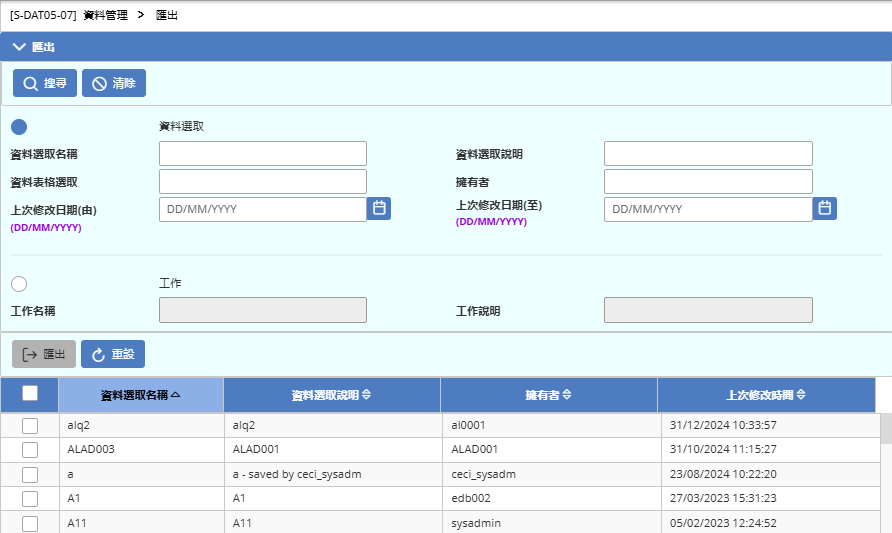 [S-DAT05-07] 資料管理 > 匯出
匯出
搜尋 清除
資料選取
資料選取名稱 資料選取說明
資料表格選取 擁有者
上次修改日期(由) DD/MM/YYYY 上次修改日期(至) DD/MM/YYYY
(DD/MM/YYYY) (DD/MM/YYYY)
工作
工作名稱 工作說明
匯出 重設
資料選取名稱 資料選取說明 擁有者 上次修改時間
alq2 alq2 al0001 31/12/2024 10:33:57
ALAD003 ALAD001 ALAD001 31/10/2024 11:15:27
a a - saved by ceci_sysadm ceci_sysadm 23/08/2024 10:22:20
A1 A1 edb002 27/03/2023 15:31:23
A11 A11 sysadmin 05/02/2023 12:24:52